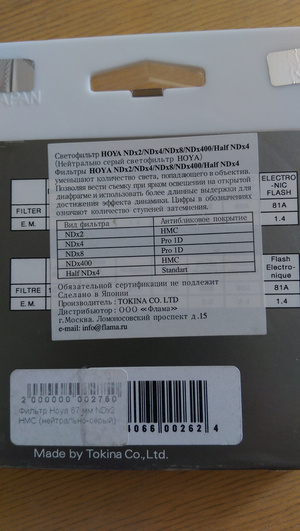 APAN
Светофильтр HOYA NDx2/NDx4/NDx8/NDx400/Half NDx4
(Нейтрально серый светофильтр HOYA)
Фильтры HOYA NDx2/NDx4/NDx8/NDx400/Half NDx4
уменьшают количество света, попадающего в объектив.
Позволяя вести съемку при ярком освещении на открытой
диафрагме и использовать более длинные выдержки для
достижения эффекта динамики. Цифры в обозначениях
означают количество ступеней затемнения.
Вид фильтра Антибликовое покрытие
NDx2 HMC
NDx4 Pro 1D
NDx8 Pro 1D
NDx400 HMC
Half NDx4 Standart
Обязательной сертификации не подлежит
Сделано в Японии
Производитель: TOKINA CO. LTD
Дистрибьютор: ООО «Флама»
г.Москва. Ломоносовский проспект д.15
e-mail: info@flama.ru
ELECTRO
-NIC
FLASH
FILTER 81A
E.M. 1.4
Flash
Electro-
nique
FILTRE 81A
E.M. 1.4
2 000000 002760
Фильтр Hoya 67 мм NDx2
HMC (нейтрально-серый)
4066 00262 4
Made by Tokina Co.,Ltd.